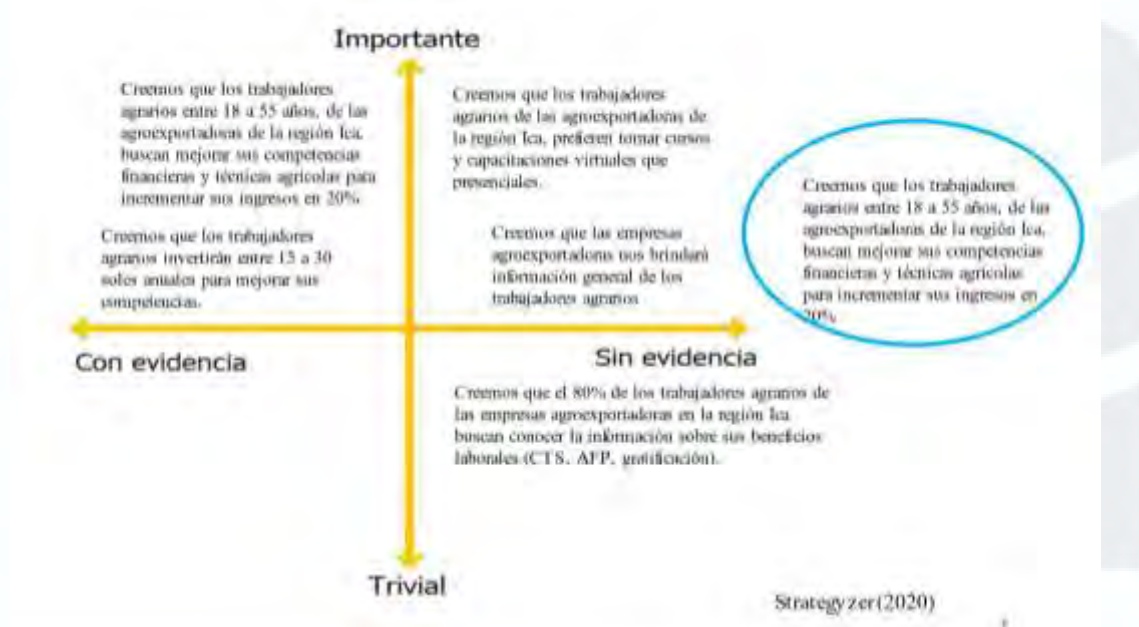 Importante
Creemos que los trabajadores
agrarios entre 18 a 55 años, de las
agroexportadoras de la región Ica,
buscan mejorar sus competencias
financieras y técnicas agrícolas para
incrementar sus ingresos en 20%
Creemos que los trabajadores
agrarios invertirán entre 15 a 30
soles anuales para mejorar sus
competencias.
Creemos que los trabajadores
agrarios de las agroexportadoras de
la región Ica, prefieren tomar cursos
y capacitaciones virtuales que
presenciales.
Creemos que las empresas
agroexportadoras nos brindará
información general de los
trabajadores agrarios
Creemos que los trabajadores
agrarios entre 18 a 55 años, de las
agroexportadoras de la región Ica,
buscan mejorar sus competencias
financieras y técnicas agrícolas
para incrementar sus ingresos en
20%
Con evidencia
Sin evidencia
Creemos que el 80% de los trabajadores agrarios de
las empresas agroexportadoras en la región Ica
buscan conocer la información sobre sus beneficios
laborales (CTS, AFP, gratificación).
Trivial
Strategyzer(2020)